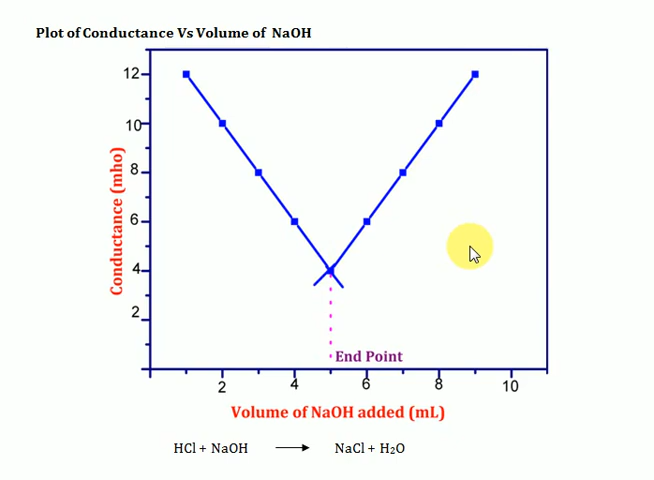 Plot of Conductance Vs Volume of NaOH
12
10
8
6
4
2
Conductance (mho)
End Point
2 4 6 8 10
Volume of NaOH added (mL)
HCl + NaOH ⟶ NaCl + H₂O